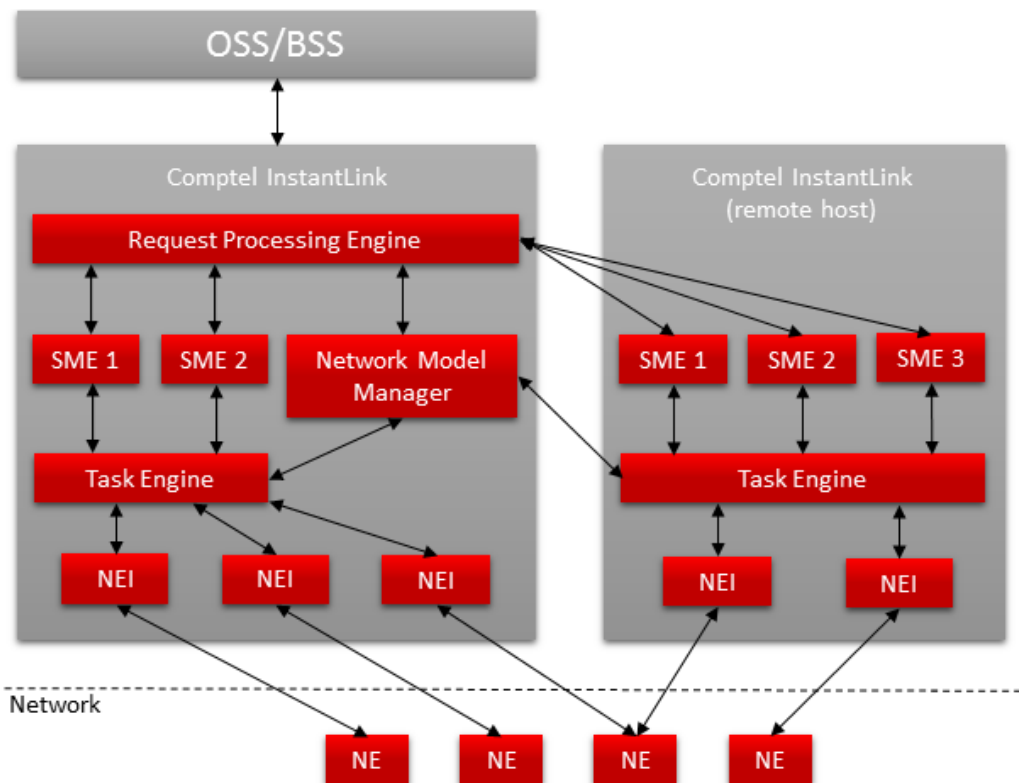 OSS/BSS
Comptel InstantLink
Request Processing Engine
SME 1
SME 2
Network Model
Manager
Task Engine
NEI
NEI
NEI
Comptel InstantLink
(remote host)
SME 1
SME 2
SME 3
Task Engine
NEI
NEI
Network
NE
NE
NE
NE